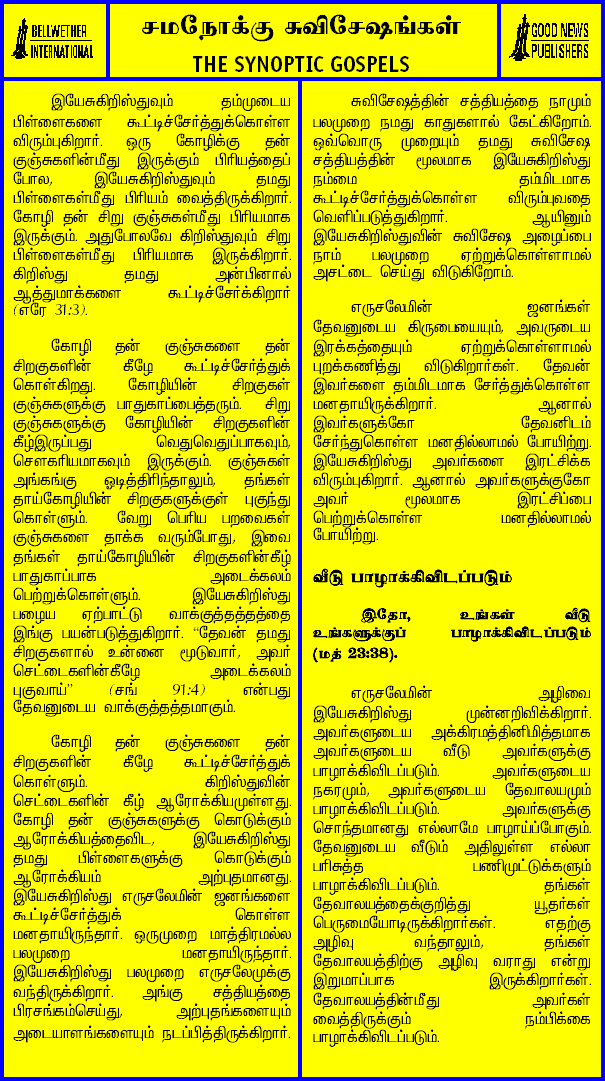 BELLWETHER
INTERNATIONAL
சமநோக்கு சுவிசேஷங்கள்
THE SYNOPTIC GOSPELS
GOOD NEWS
PUBLISHERS
இயேசுகிறிஸ்துவும் தம்முடைய
பிள்ளைகளை கூட்டிச்சேர்த்துக்கொள்ள
விரும்புகிறார். ஒரு கோழிக்கு தன்
குஞ்சுகளின்மீது இருக்கும் பிரியத்தைப்
போல, இயேசுகிறிஸ்துவும் தமது
பிள்ளைகள்மீது பிரியம் வைத்திருக்கிறார்.
கோழி தன் சிறு குஞ்சுகள்மீது பிரியமாக
இருக்கும். அதுபோலவே கிறிஸ்துவும் சிறு
பிள்ளைகள்மீது பிரியமாக இருக்கிறார்.
கிறிஸ்து தமது அன்பினால்
ஆத்துமாக்களை கூட்டிச்சேர்க்கிறார்
(எரே 31:3).
கோழி தன் குஞ்சுகளை தன்
சிறகுகளின் கீழே கூட்டிச்சேர்த்துக்
கொள்கிறது. கோழியின் சிறகுகள்
குஞ்சுகளுக்கு பாதுகாப்பைத்தரும். சிறு
குஞ்சுகளுக்கு கோழியின் சிறகுகளின்
கீழ்இருப்பது வெதுவெதுப்பாகவும்,
சௌகரியமாகவும் இருக்கும். குஞ்சுகள்
அங்கங்கு ஓடித்திரிந்தாலும், தங்கள்
தாய்கோழியின் சிறகுகளுக்குள் புகுந்து
கொள்ளும். வேறு பெரிய பறவைகள்
குஞ்சுகளை தாக்க வரும்போது, இவை
தங்கள் தாய்கோழியின் சிறகுகளின்கீழ்
பாதுகாப்பாக அடைக்கலம்
பெற்றுக்கொள்ளும். இயேசுகிறிஸ்து
பழைய ஏற்பாட்டு வாக்குத்தத்தத்தை
இங்கு பயன்படுத்துகிறார். "தேவன் தமது
சிறகுகளால் உன்னை மூடுவார், அவர்
செட்டைகளின்கீழே அடைக்கலம்
புகுவாய்" (சங் 91:4) என்பது
தேவனுடைய வாக்குத்தத்தமாகும்.
கோழி தன் குஞ்சுகளை தன்
சிறகுகளின் கீழே கூட்டிச்சேர்த்துக்
கொள்ளும். கிறிஸ்துவின்
செட்டைகளின் கீழ் ஆரோக்கியமுள்ளது.
கோழி தன் குஞ்சுகளுக்கு கொடுக்கும்
ஆரோக்கியத்தைவிட, இயேசுகிறிஸ்து
தமது பிள்ளைகளுக்கு கொடுக்கும்
ஆரோக்கியம் அற்புதமானது.
இயேசுகிறிஸ்து எருசலேமின் ஜனங்களை
கூட்டிச்சேர்த்துக் கொள்ள
மனதாயிருந்தார். ஒருமுறை மாத்திரமல்ல
பலமுறை மனதாயிருந்தார்.
இயேசுகிறிஸ்து பலமுறை எருசலேமுக்கு
வந்திருக்கிறார். அங்கு சத்தியத்தை
பிரசங்கம்செய்து, அற்புதங்களையும்
அடையாளங்களையும் நடப்பித்திருக்கிறார்.
சுவிசேஷத்தின் சத்தியத்தை நாமும்
பலமுறை நமது காதுகளால் கேட்கிறோம்.
ஒவ்வொரு முறையும் தமது சுவிசேஷ
சத்தியத்தின் மூலமாக இயேசுகிறிஸ்து
நம்மை தம்மிடமாக
கூட்டிச்சேர்த்துக்கொள்ள விரும்புவதை
வெளிப்படுத்துகிறார். ஆயினும்
இயேசுகிறிஸ்துவின் சுவிசேஷ அழைப்பை
நாம் பலமுறை ஏற்றுக்கொள்ளாமல்
அசட்டை செய்து விடுகிறோம்.
எருசலேமின் ஜனங்கள்
தேவனுடைய கிருபையையும், அவருடைய
இரக்கத்தையும் ஏற்றுக்கொள்ளாமல்
புறக்கணித்து விடுகிறார்கள். தேவன்
இவர்களை தம்மிடமாக சேர்த்துக்கொள்ள
மனதாயிருக்கிறார். ஆனால்
இவர்களுக்கோ தேவனிடம்
சேர்ந்துகொள்ள மனதில்லாமல் போயிற்று.
இயேசுகிறிஸ்து அவர்களை இரட்சிக்க
விரும்புகிறார். ஆனால் அவர்களுக்குகோ
அவர் மூலமாக இரட்சிப்பை
பெற்றுக்கொள்ள மனதில்லாமல்
போயிற்று.
வீடு பாழாக்கிவிடப்படும்
இதோ, உங்கள் வீடு
உங்களுக்குப் பாழாக்கிவிடப்படும்
(மத் 23:38).
எருசலேமின் அழிவை
இயேசுகிறிஸ்து முன்னறிவிக்கிறார்.
அவர்களுடைய அக்கிரமத்தினிமித்தமாக
அவர்களுடைய வீடு அவர்களுக்கு
பாழாக்கிவிடப்படும். அவர்களுடைய
நகரமும், அவர்களுடைய தேவாலயமும்
பாழாக்கிவிடப்படும். அவர்களுக்கு
சொந்தமானது எல்லாமே பாழாய்ப்போகும்.
தேவனுடைய வீடும் அதிலுள்ள எல்லா
பரிசுத்த பணிமுட்டுக்களும்
பாழாக்கிவிடப்படும். தங்கள்
தேவாலயத்தைக்குறித்து யூதர்கள்
பெருமையோடிருக்கிறார்கள். எதற்கு
அழிவு வந்தாலும், தங்கள்
தேவாலயத்திற்கு அழிவு வராது என்று
இறுமாப்பாக இருக்கிறார்கள்.
தேவாலயத்தின்மீது அவர்கள்
வைத்திருக்கும் நம்பிக்கை
பாழாக்கிவிடப்படும்.